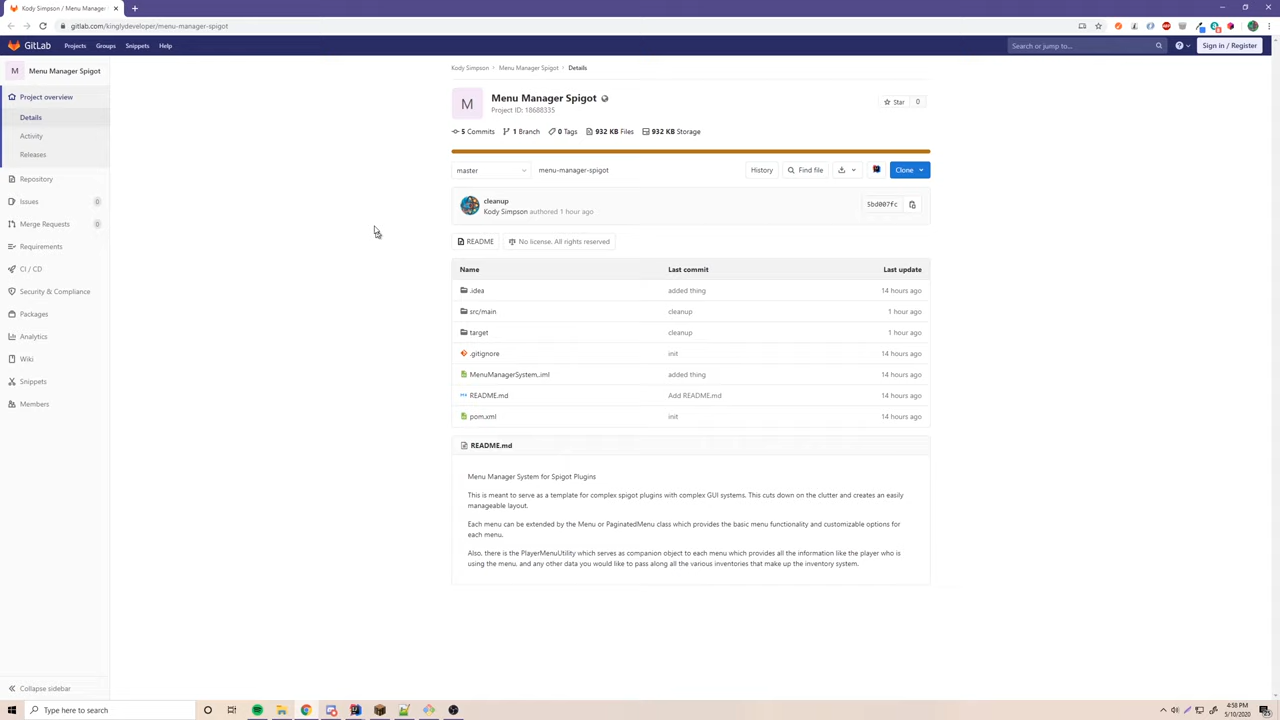 Kody Simpson / Menu Manager
gitlab.com/kinglydeveloper/menu-manager-spigot
GitLab Projects Groups Snippets Help Search or jump to... Sign in / Register
M Menu Manager Spigot
Project overview
Details
Activity
Releases
Repository
Issues 0
Merge Requests 0
Requirements
CI / CD
Security & Compliance
Packages
Analytics
Wiki
Snippets
Members
Collapse sidebar
Kody Simpson > Menu Manager Spigot > Details
M
Menu Manager Spigot
Project ID: 18688335
Star 0
5 Commits 1 Branch 0 Tags 932 KB Files 932 KB Storage
master menu-manager-spigot History Find file Clone
cleanup
Kody Simpson authored 1 hour ago
5bd007fc
README No license. All rights reserved
Name Last commit Last update
.idea added thing 14 hours ago
src/main cleanup 1 hour ago
target cleanup 1 hour ago
.gitignore init 14 hours ago
MenuManagerSystem..iml added thing 14 hours ago
README.md Add README.md 14 hours ago
pom.xml init 14 hours ago
README.md
Menu Manager System for Spigot Plugins
This is meant to serve as a template for complex spigot plugins with complex GUI systems. This cuts down on the clutter and creates an easily
manageable layout.
Each menu can be extended by the Menu or PaginatedMenu class which provides the basic menu functionality and customizable options for
each menu.
Also, there is the PlayerMenuUtility which serves as companion object to each menu which provides all the information like the player who is
using the menu, and any other data you would like to pass along all the various inventories that make up the inventory system.
Type here to search
4:58 PM
5/10/2020